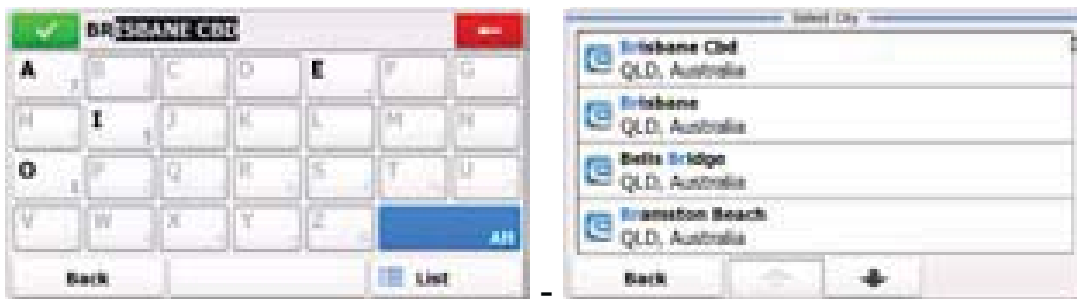 BRISBANE CBD
A B C D E F G
H I J K L M N
O P Q R S T U
V W X Y Z
Back List
-
Select City
Brisbane Cbd
QLD, Australia
Brisbane
QLD, Australia
Bells Bridge
QLD, Australia
Bramston Beach
QLD, Australia
Back